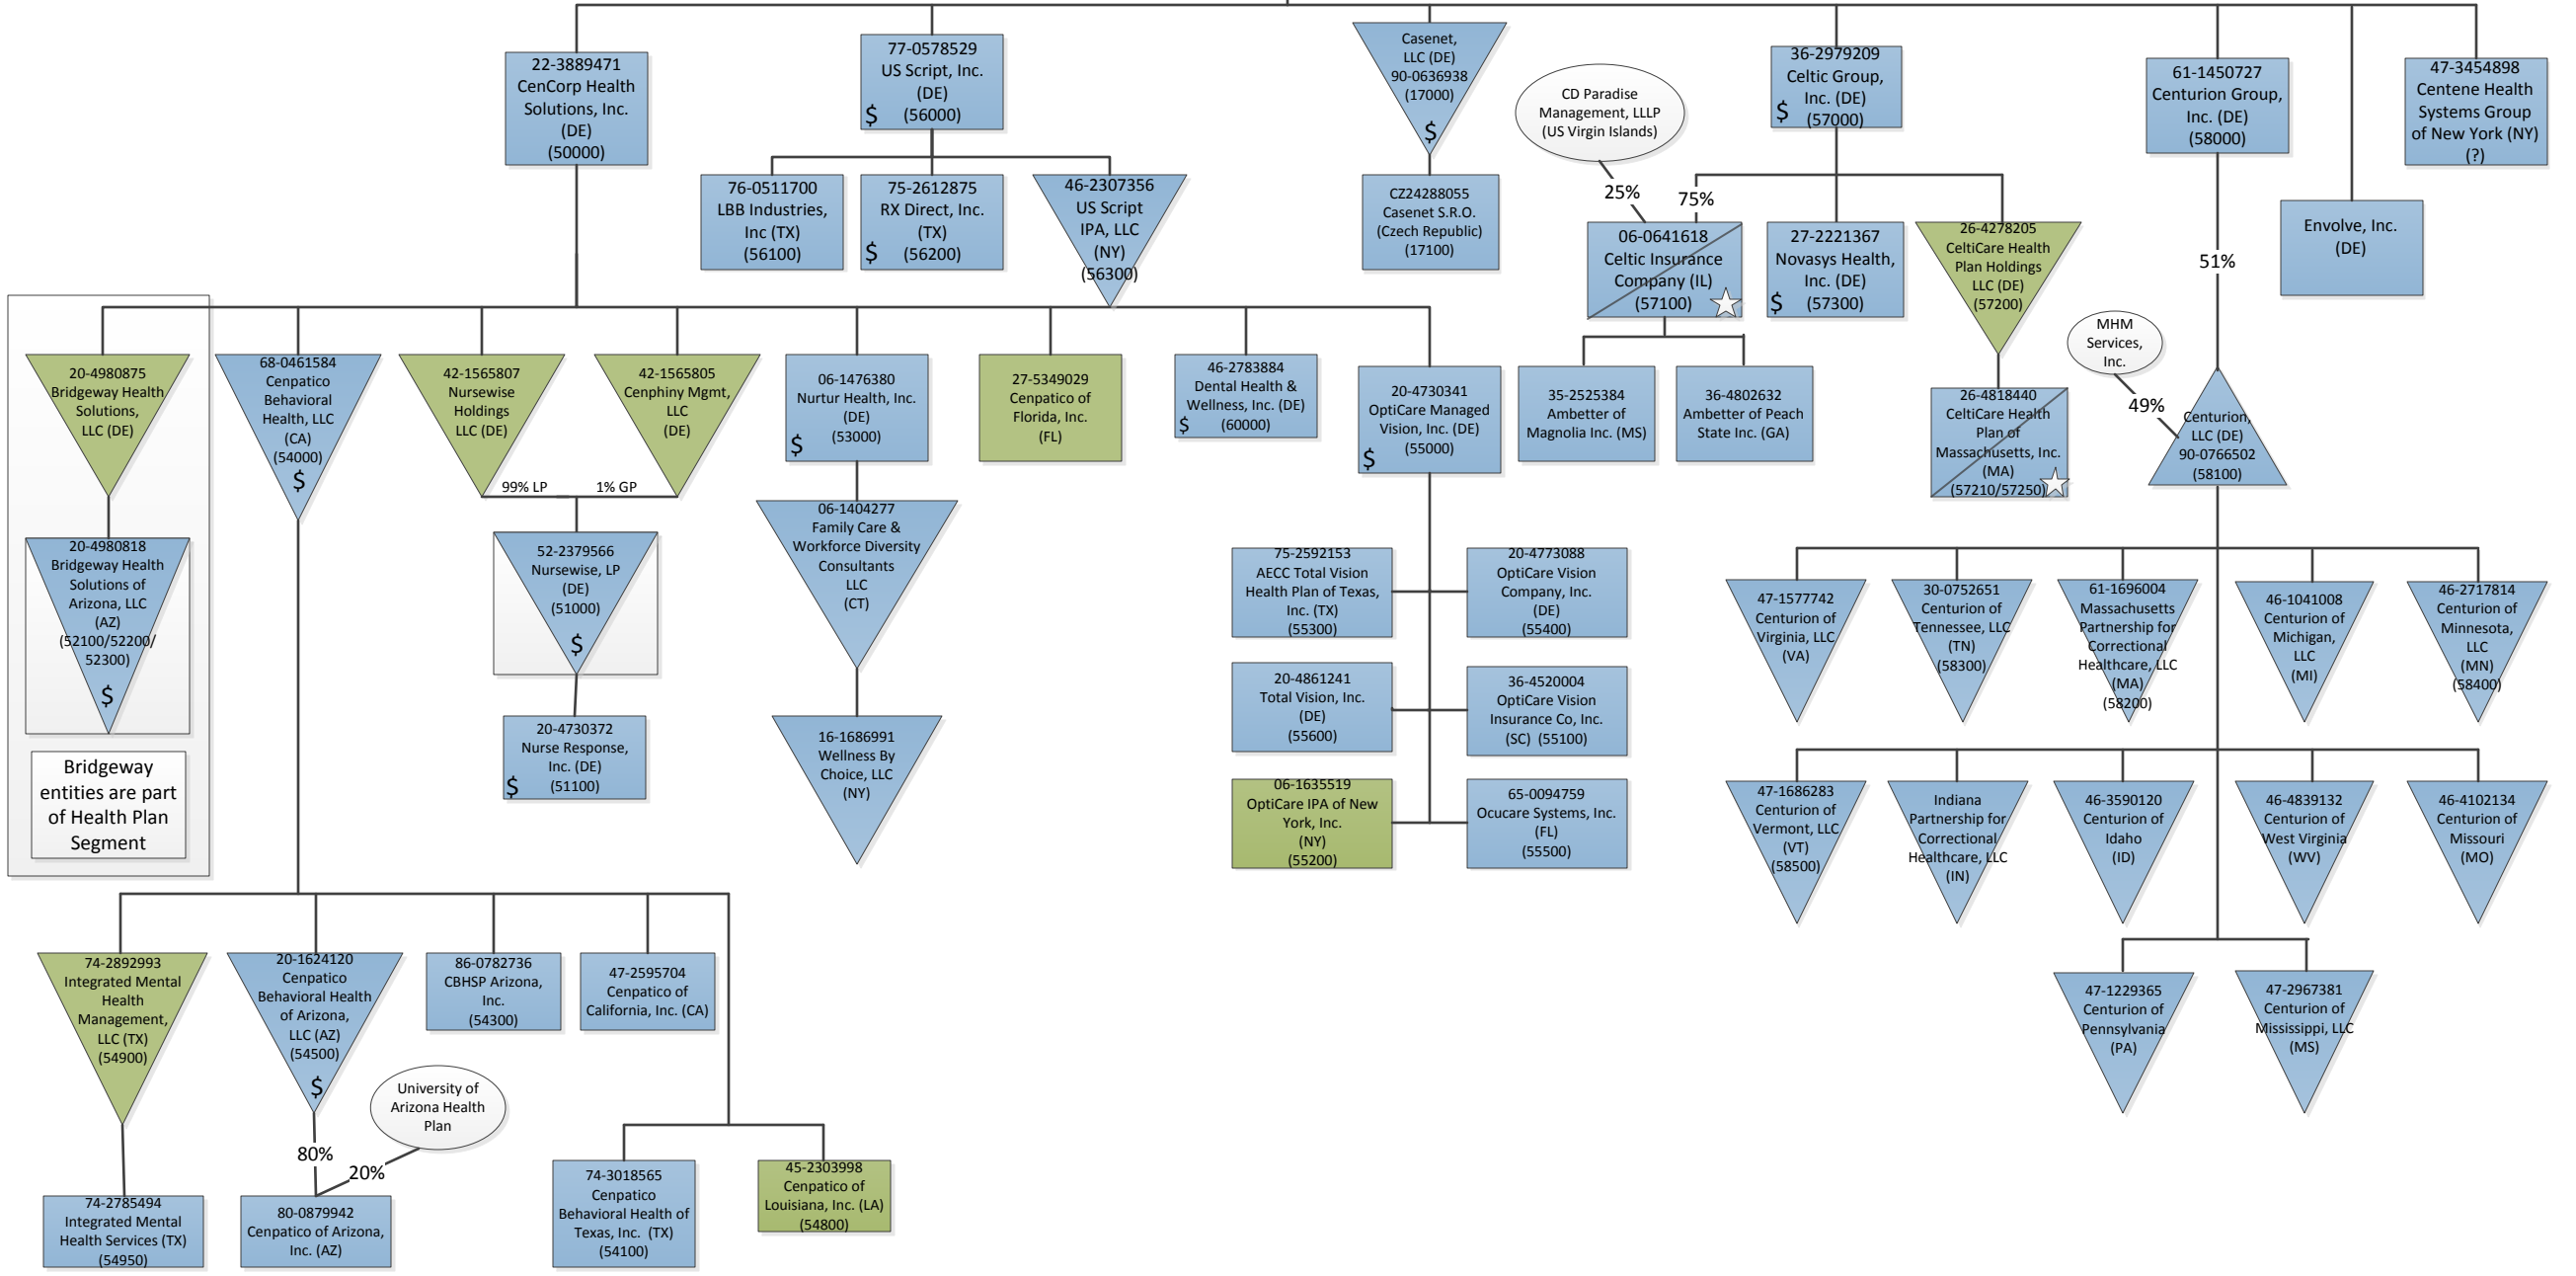 22-3889471
CenCorp Health
Solutions, Inc.
(DE)
(50000)
77-0578529
US Script, Inc.
(DE)
$ (56000)
Casenet,
LLC (DE)
90-0636938
(17000)
$
CD Paradise
Management, LLLP
(US Virgin Islands)
36-2979209
Celtic Group,
Inc. (DE)
$ (57000)
61-1450727
Centurion Group,
Inc. (DE)
(58000)
47-3454898
Centene Health
Systems Group
of New York (NY)
(?)
76-0511700
LBB Industries,
Inc (TX)
(56100)
75-2612875
RX Direct, Inc.
(TX)
$ (56200)
46-2307356
US Script
IPA, LLC
(NY)
(56300)
CZ24288055
Casenet S.R.O.
(Czech Republic)
(17100)
25%
75%
06-0641618
Celtic Insurance
Company (IL)
(57100)
27-2221367
Novasys Health,
Inc. (DE)
$ (57300)
26-4278205
CeltiCare Health
Plan Holdings
LLC (DE)
(57200)
51%
Envolve, Inc.
(DE)
20-4980875
Bridgeway Health
Solutions,
LLC (DE)
68-0461584
Cenpatico
Behavioral
Health, LLC
(CA)
(54000)
$
42-1565807
Nursewise
Holdings
LLC (DE)
42-1565805
Cenphiny Mgmt,
LLC
(DE)
06-1476380
Nurtur Health, Inc.
(DE)
(53000)
$
27-5349029
Cenpatico of
Florida, Inc.
(FL)
46-2783884
Dental Health &
Wellness, Inc. (DE)
$ (60000)
20-4730341
OptiCare Managed
Vision, Inc. (DE)
(55000)
$
35-2525384
Ambetter of
Magnolia Inc. (MS)
36-4802632
Ambetter of Peach
State Inc. (GA)
26-4818440
CeltiCare Health
Plan of
Massachusetts, Inc.
(MA)
(57210/57250)
MHM
Services,
Inc.
49%
Centurion,
LLC (DE)
90-0766502
(58100)
99% LP
1% GP
20-4980818
Bridgeway Health
Solutions of
Arizona, LLC
(AZ)
(52100/52200/
52300)
$
52-2379566
Nursewise, LP
(DE)
(51000)
$
06-1404277
Family Care &
Workforce Diversity
Consultants
LLC
(CT)
75-2592153
AECC Total Vision
Health Plan of Texas,
Inc. (TX)
(55300)
20-4773088
OptiCare Vision
Company, Inc.
(DE)
(55400)
47-1577742
Centurion of
Virginia, LLC
(VA)
30-0752651
Centurion of
Tennessee, LLC
(TN)
(58300)
61-1696004
Massachusetts
Partnership for
Correctional
Healthcare, LLC
(MA)
(58200)
46-1041008
Centurion of
Michigan,
LLC
(MI)
46-2717814
Centurion of
Minnesota,
LLC
(MN)
(58400)
20-4861241
Total Vision, Inc.
(DE)
(55600)
36-4520004
OptiCare Vision
Insurance Co, Inc.
(SC) (55100)
20-4730372
Nurse Response,
Inc. (DE)
$ (51100)
16-1686991
Wellness By
Choice, LLC
(NY)
Bridgeway
entities are part
of Health Plan
Segment
06-1635519
OptiCare IPA of New
York, Inc.
(NY)
(55200)
65-0094759
Ocucare Systems, Inc.
(FL)
(55500)
47-1686283
Centurion of
Vermont, LLC
(VT)
(58500)
Indiana
Partnership for
Correctional
Healthcare, LLC
(IN)
46-3590120
Centurion of
Idaho
(ID)
46-4839132
Centurion of
West Virginia
(WV)
46-4102134
Centurion of
Missouri
(MO)
74-2892993
Integrated Mental
Health
Management,
LLC (TX)
(54900)
20-1624120
Cenpatico
Behavioral Health
of Arizona,
LLC (AZ)
(54500)
$
86-0782736
CBHSP Arizona,
Inc.
(54300)
47-2595704
Cenpatico of
California, Inc. (CA)
47-1229365
Centurion of
Pennsylvania
(PA)
47-2967381
Centurion of
Mississippi, LLC
(MS)
University of
Arizona Health
Plan
80%
20%
74-2785494
Integrated Mental
Health Services (TX)
(54950)
80-0879942
Cenpatico of Arizona,
Inc. (AZ)
74-3018565
Cenpatico
Behavioral Health of
Texas, Inc. (TX)
(54100)
45-2303998
Cenpatico of
Louisiana, Inc. (LA)
(54800)